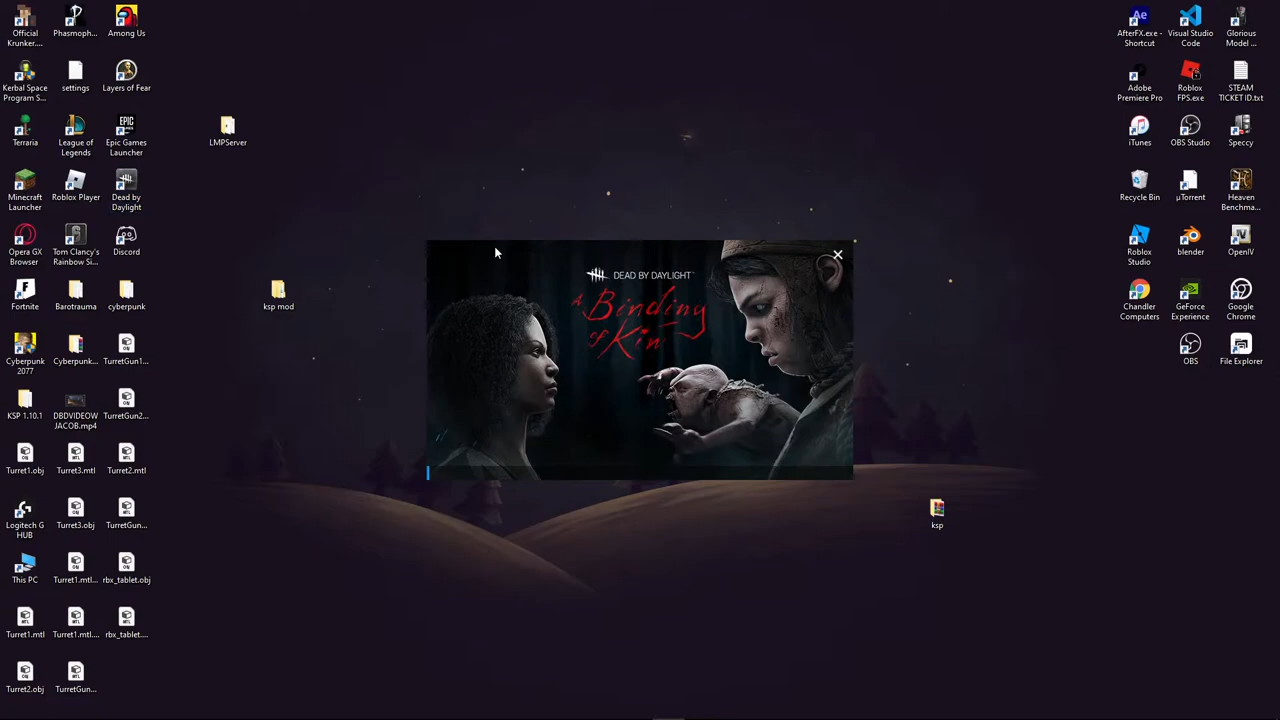 Official
Krunker....
Phasmoph...
Among Us
Kerbal Space
Program S...
settings
Layers of Fear
Terraria
League of
Legends
Epic Games
Launcher
Minecraft
Launcher
Roblox Player
Dead by
Daylight
Opera GX
Browser
Tom Clancy's
Rainbow Si...
Discord
Fortnite
Barotrauma
cyberpunk
Cyberpunk
2077
Cyberpunk...
TurretGun1...
KSP 1.10.1
DBDVIDEOW
JACOB.mp4
TurretGun2...
Turret1.obj
Turret3.mtl
Turret2.mtl
Logitech G
HUB
Turret3.obj
TurretGun...
This PC
Turret1.mtl...
rbx_tablet.obj
Turret1.mtl
Turret1.mtl....
rbx_tablet....
Turret2.obj
TurretGun...
LMPServer
ksp mod
DEAD BY DAYLIGHT
A Binding
of Kin
ksp
AfterFX.exe -
Shortcut
Visual Studio
Code
Glorious
Model ...
Adobe
Premiere Pro
Roblox
FPS.exe
STEAM
TICKET ID.txt
iTunes
OBS Studio
Speccy
Recycle Bin
µTorrent
Heaven
Benchma...
Roblox
Studio
blender
OpenIV
Chandler
Computers
GeForce
Experience
Google
Chrome
OBS
File Explorer